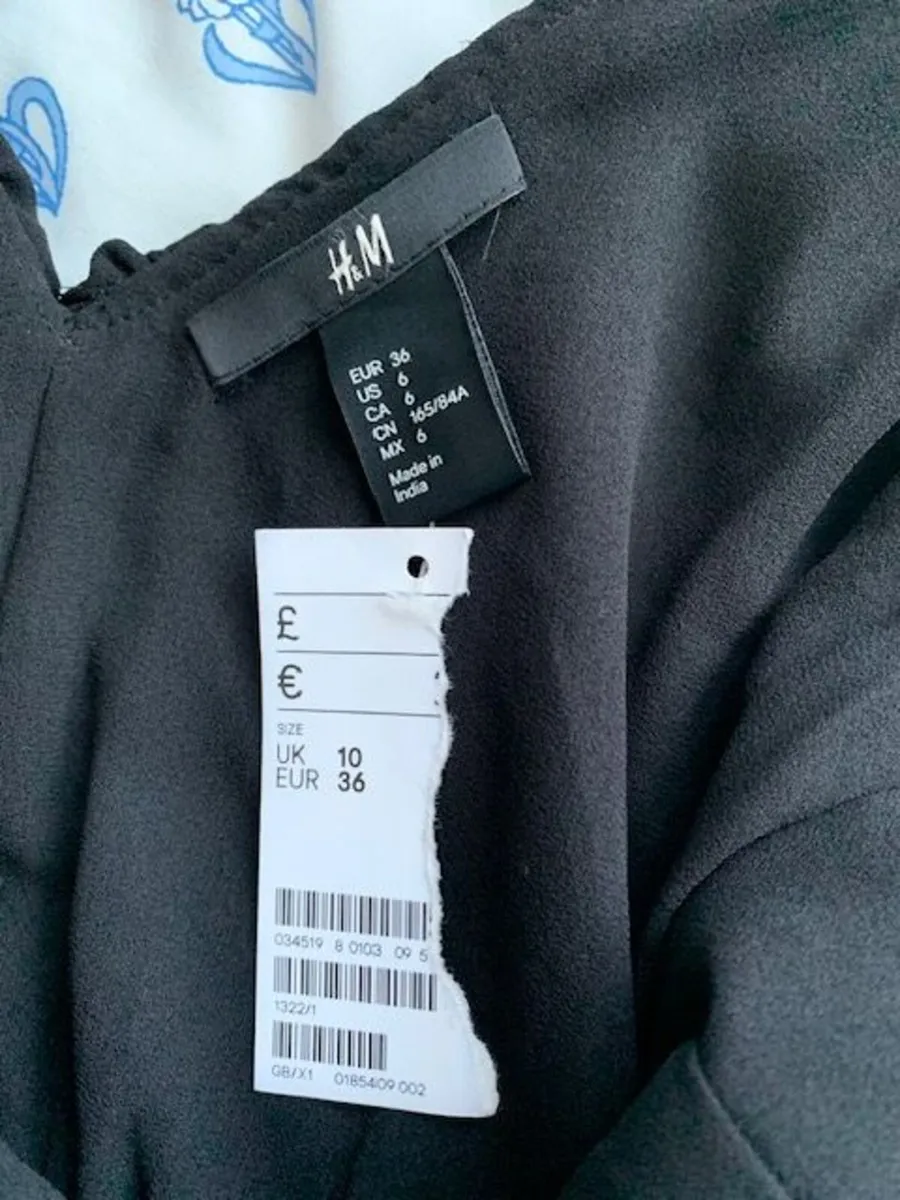 H&M
EUR 36
US 6
CA 6
CN 165/84A
MX 6
Made in
India
£
€
SIZE
UK 10
EUR 36
034519 8 0103 09 5
1322/1
GB/X1 0185409 002